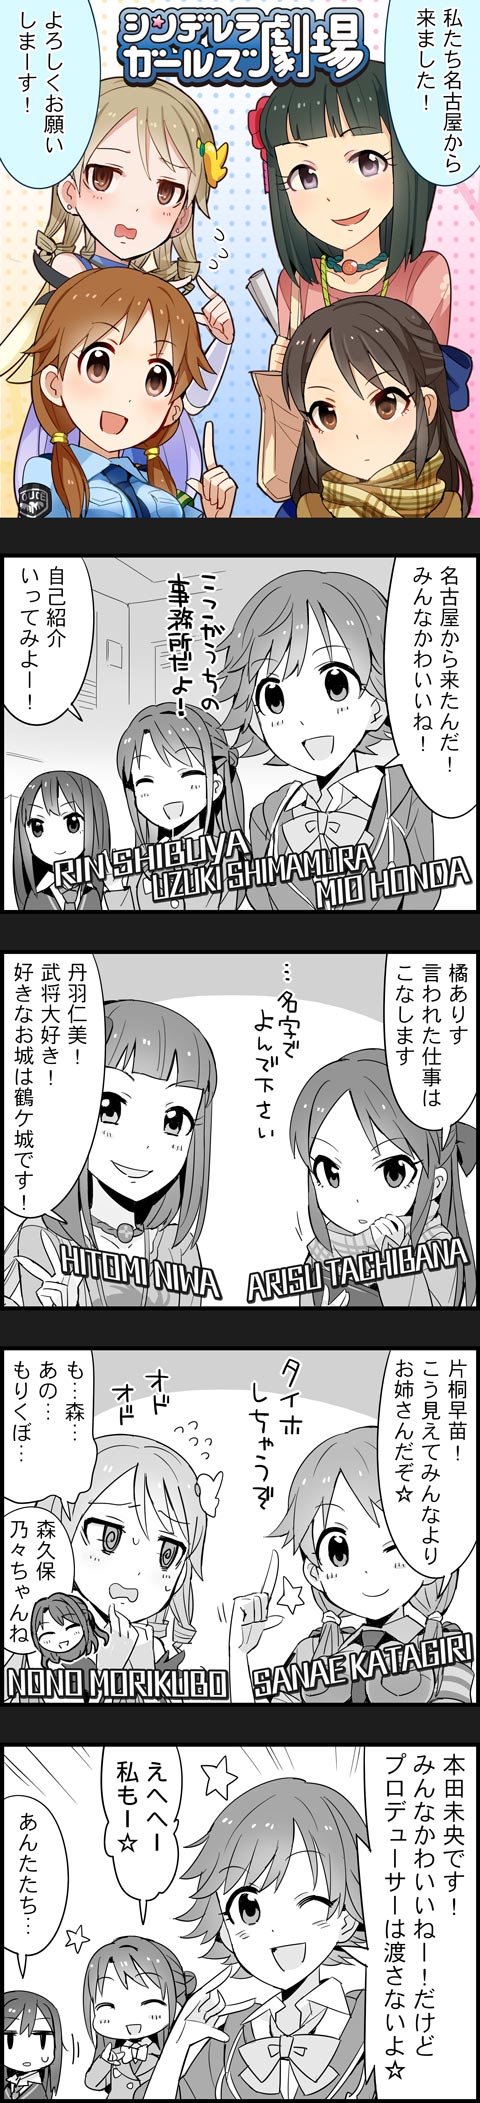 シンデレラ
ガールズ劇場
私たち名古屋から
来ました！
よろしくお願い
しまーす！
POLICE
名古屋から来たんだ！
みんなかわいいね！
ここがうちの
事務所だよ！
自己紹介
いってみよー！
RIN SHIBUYA
UZUKI SHIMAMURA
MIO HONDA
橘ありす
言われた仕事は
こなします
…名字で
よんで下さい
丹羽仁美！
武将大好き！
好きなお城は鶴ケ城です！
HITOMI NIWA
ARISU TACHIBANA
片桐早苗！
こう見えてみんなより
お姉さんだぞ☆
タイホ
しちゃうぞ
オド
オド
も…森…
あの…
もりくぼ…
森久保
乃々ちゃんね
NONO MORIKUBO
SANAE KATAGIRI
本田未央です！
みんなかわいいねー！だけど
プロデューサーは渡さないよ☆
えへへー
私もー☆
あんたたち…